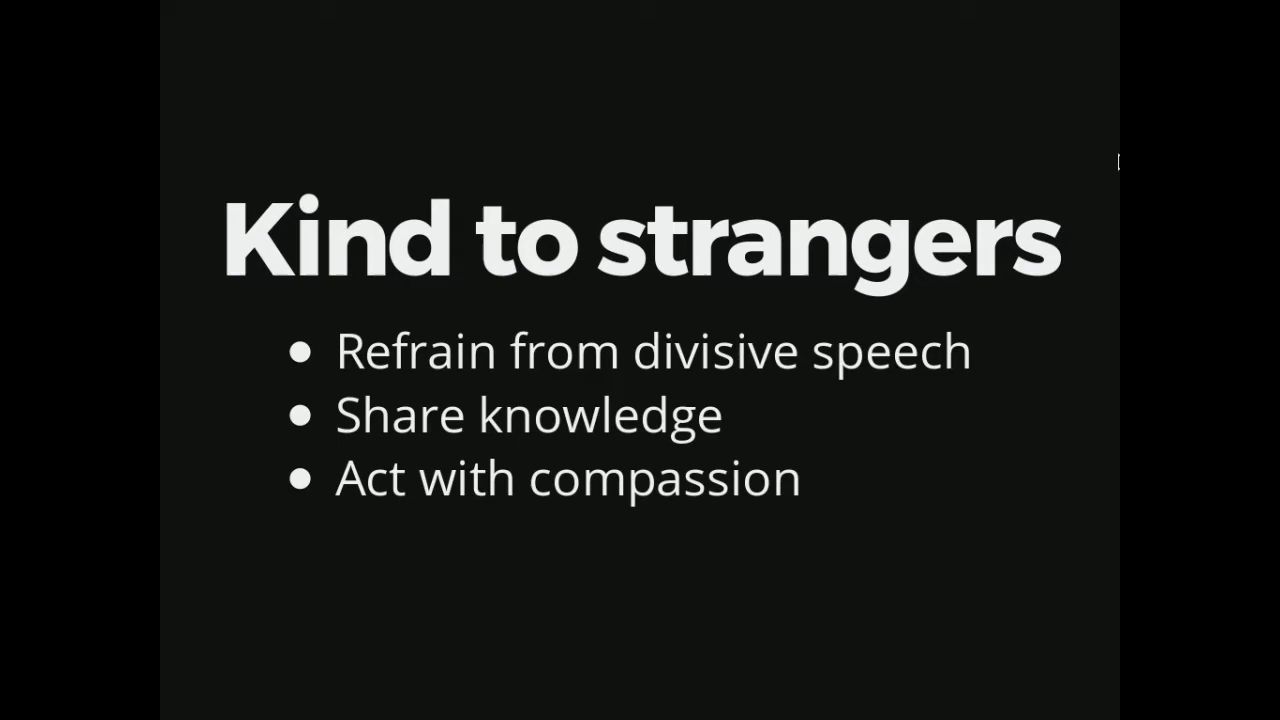 Kind to strangers
• Refrain from divisive speech
• Share knowledge
• Act with compassion